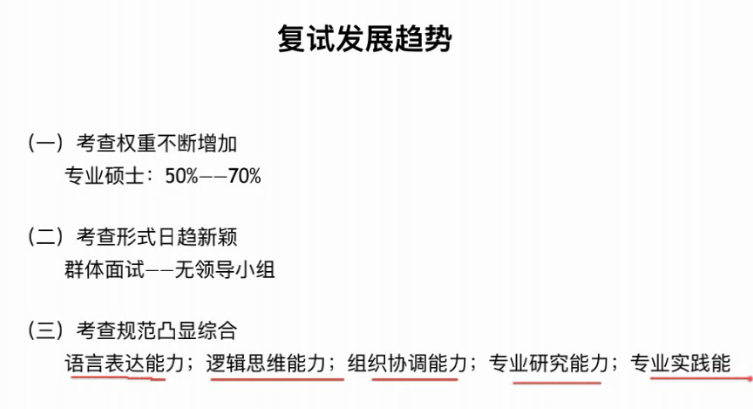 复试发展趋势
（一）考查权重不断增加
专业硕士：50%——70%
（二）考查形式日趋新颖
群体面试——无领导小组
（三）考查规范凸显综合
语言表达能力；逻辑思维能力；组织协调能力；专业研究能力；专业实践能